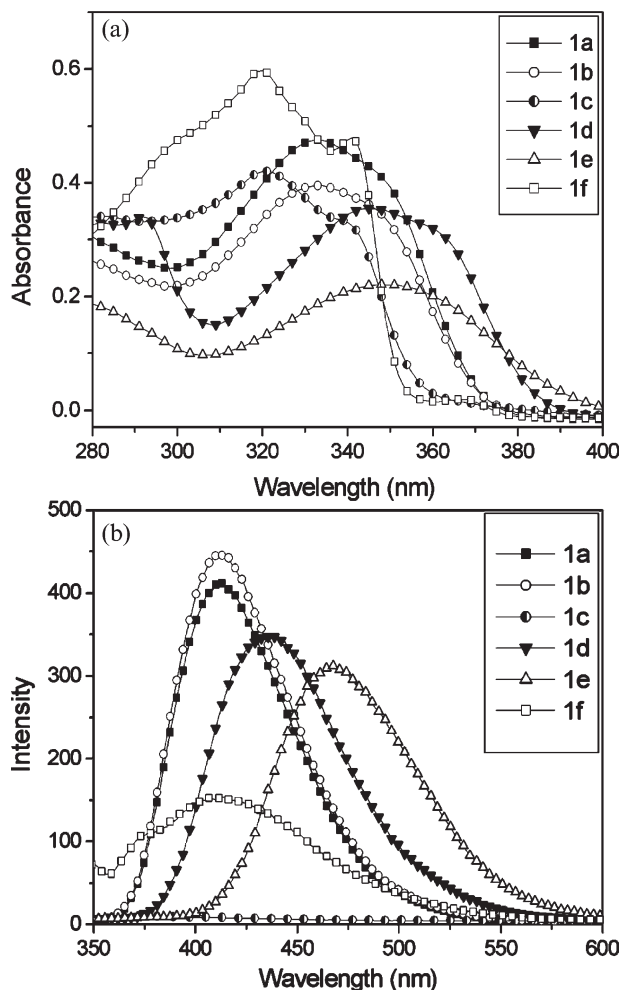 (a)
1a
1b
1c
1d
1e
1f
0.6
0.4
0.2
0.0
Absorbance
280 300 320 340 360 380 400
Wavelength (nm)
(b)
1a
1b
1c
1d
1e
1f
500
400
300
200
100
0
Intensity
350 400 450 500 550 600
Wavelength (nm)